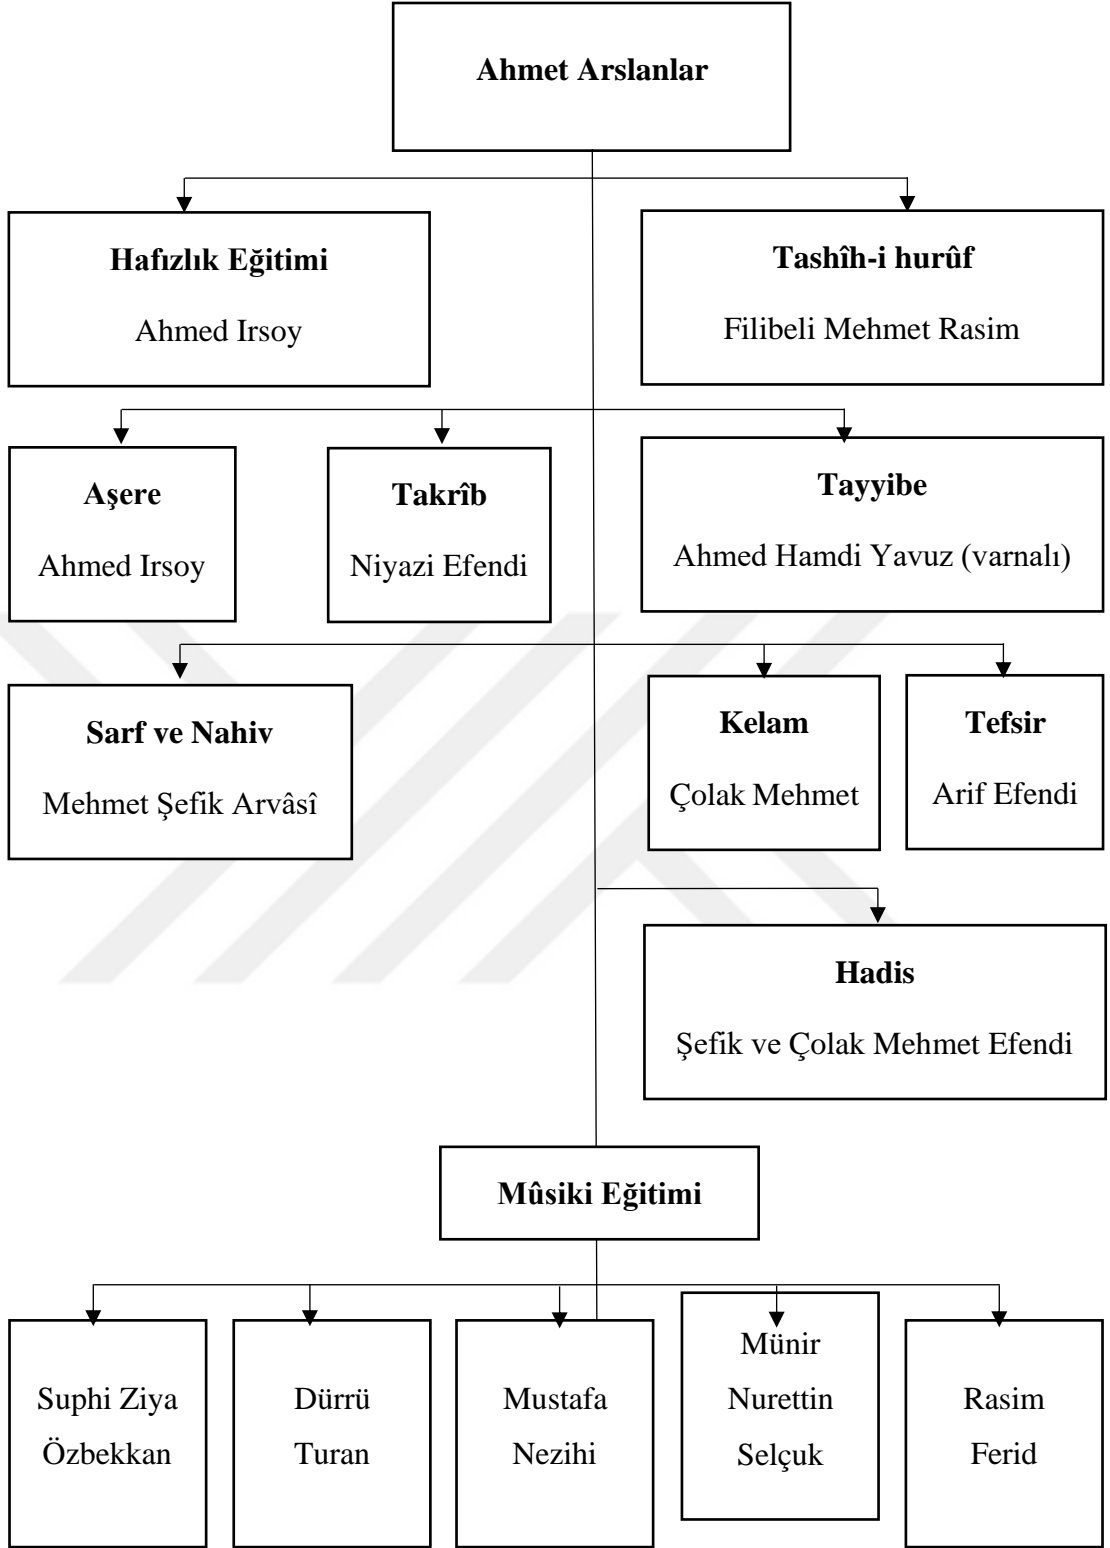 Ahmet Arslanlar
Hafızlık Eğitimi
Ahmed Irsoy
Tashîh-i hurûf
Filibeli Mehmet Rasim
Aşere
Ahmed Irsoy
Takrîb
Niyazi Efendi
Tayyibe
Ahmed Hamdi Yavuz (varnalı)
Sarf ve Nahiv
Mehmet Şefik Arvâsî
Kelam
Çolak Mehmet
Tefsir
Arif Efendi
Hadis
Şefik ve Çolak Mehmet Efendi
Mûsiki Eğitimi
Suphi Ziya
Özbekkan
Dürrü
Turan
Mustafa
Nezihi
Münir
Nurettin
Selçuk
Rasim
Ferid